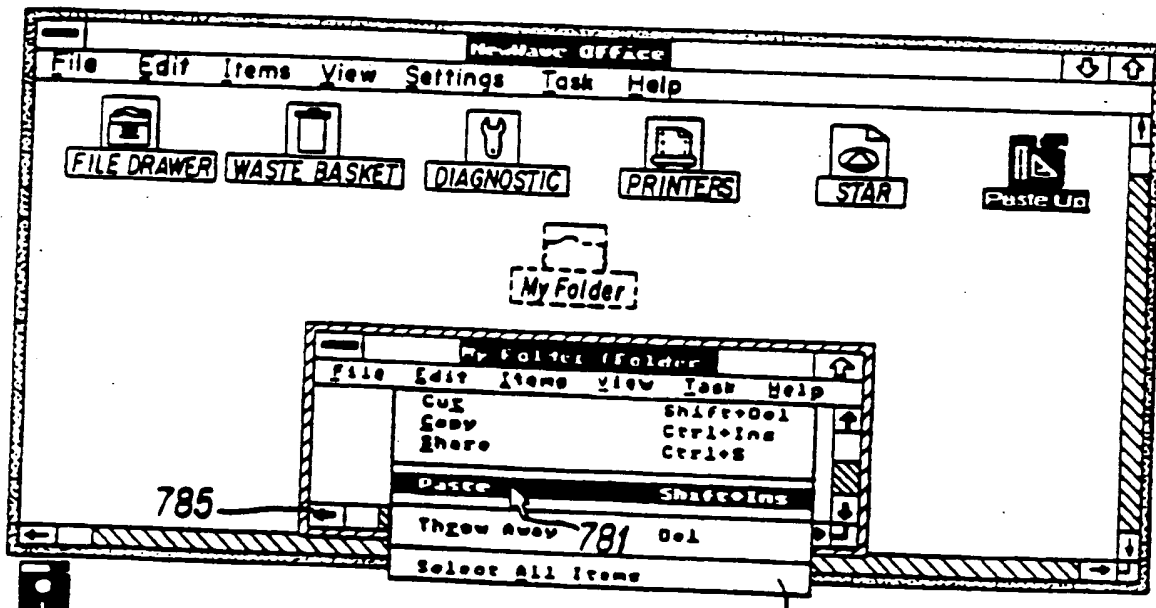 NewWave Office
File Edit Items View Settings Task Help
FILE DRAWER WASTE BASKET DIAGNOSTIC PRINTERS STAR Paste Up
My Folder
My Folder (Folder
File Edit Items View Task Help
Cut Shift+Del
Copy Ctrl+Ins
Share Ctrl+S
Paste Shift+Ins
785
Throw Away 781 Del
Select All Items